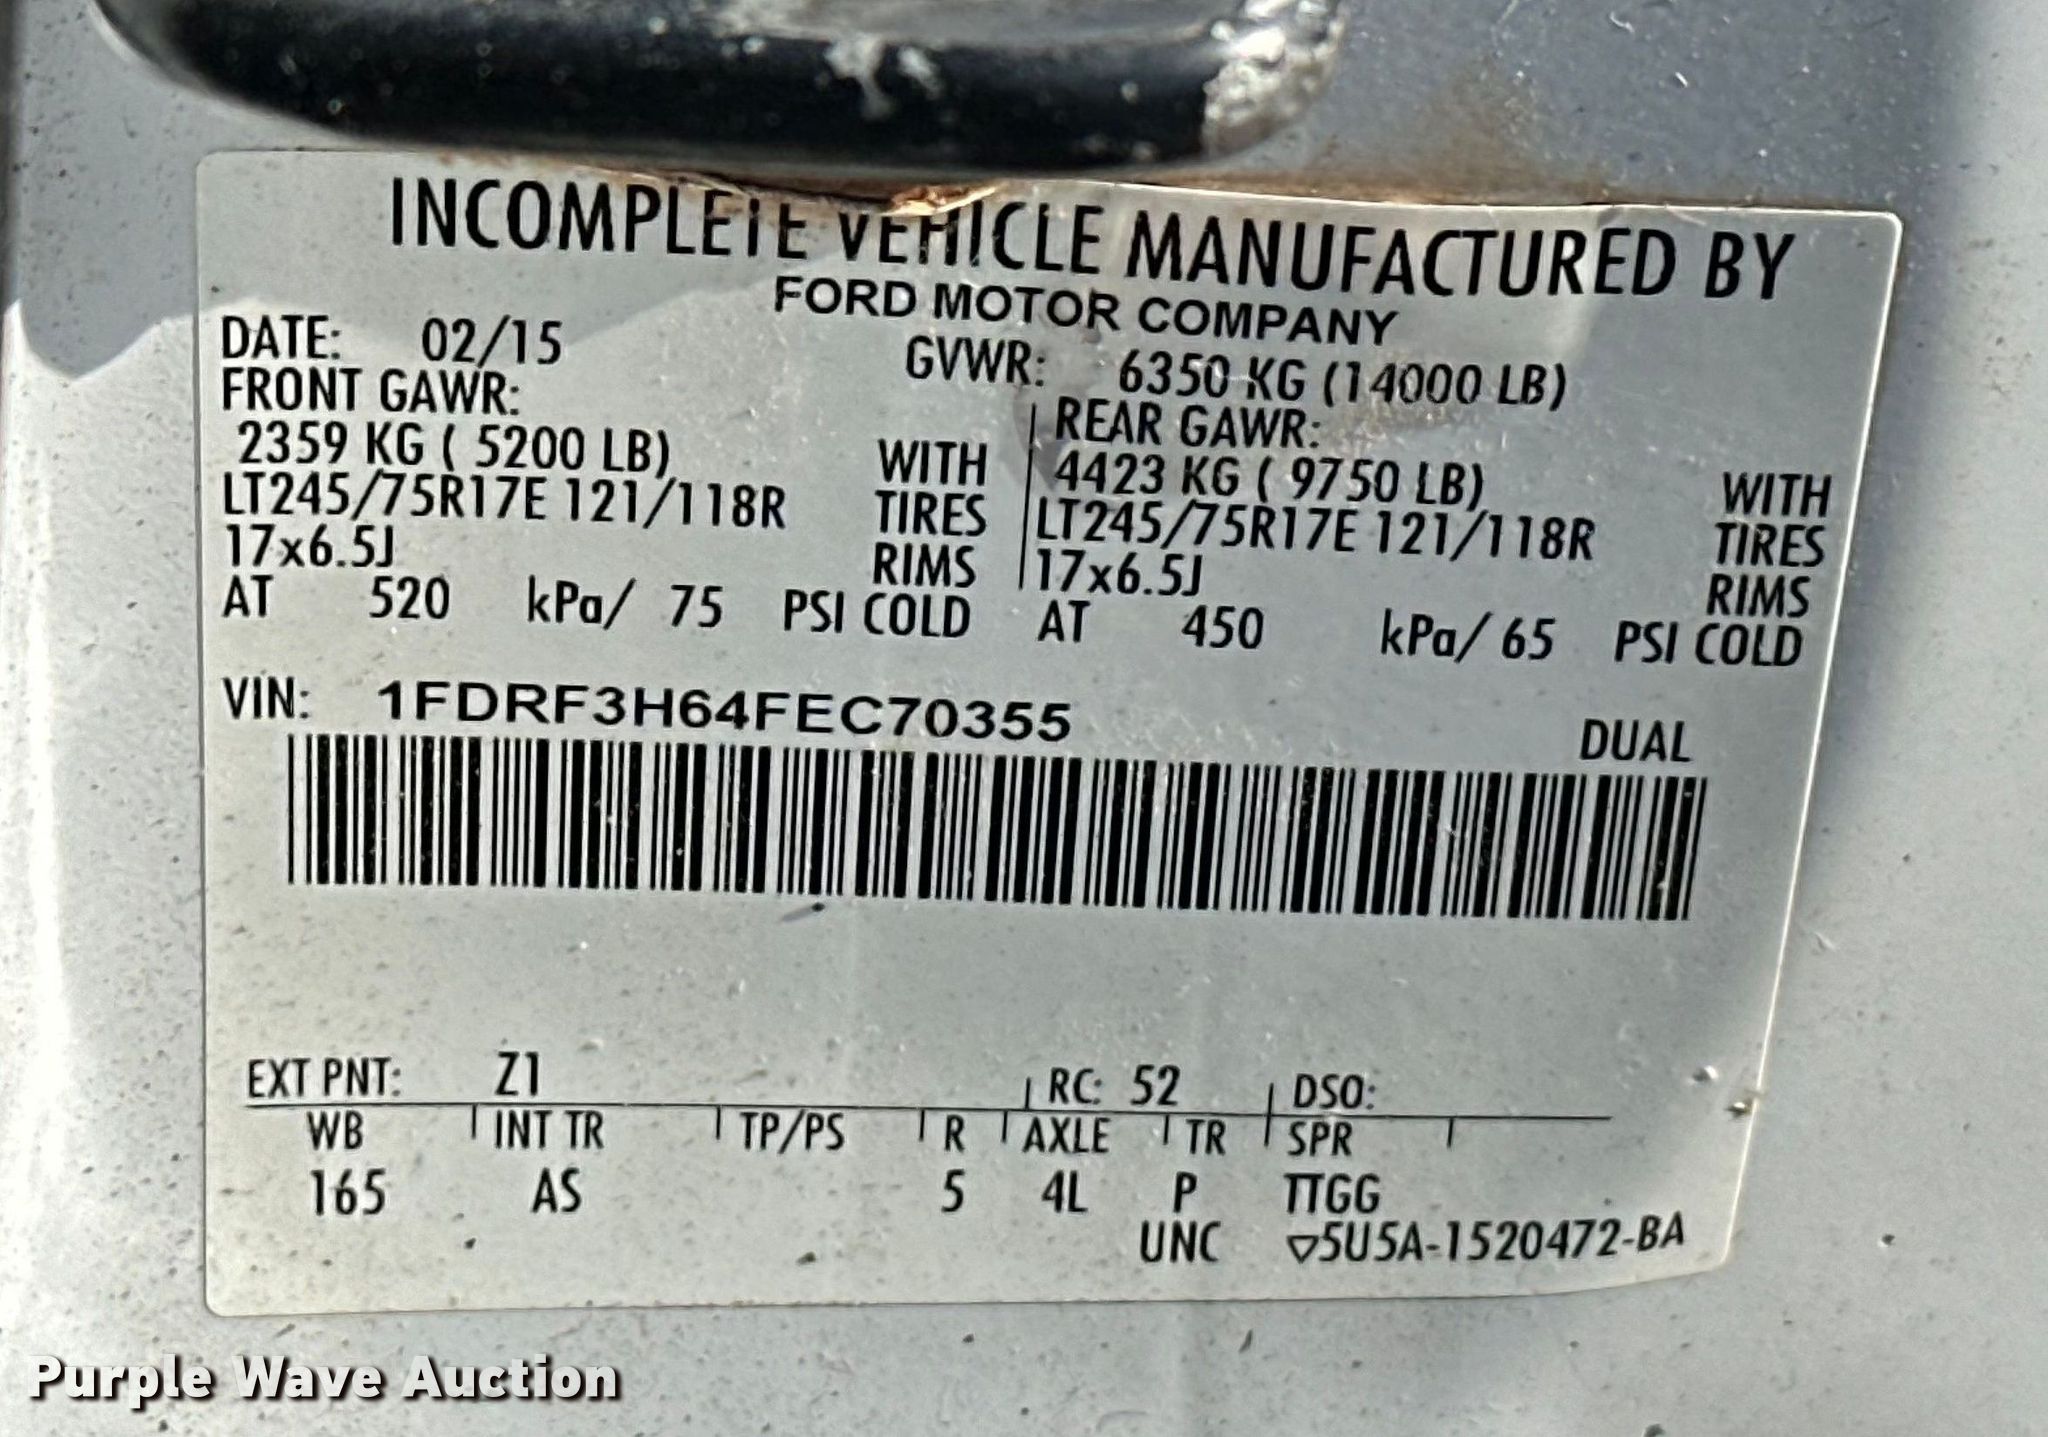 INCOMPLETE VEHICLE MANUFACTURED BY
FORD MOTOR COMPANY
DATE: 02/15 GVWR: 6350 KG (14000 LB)
FRONT GAWR: REAR GAWR:
2359 KG ( 5200 LB) WITH 4423 KG ( 9750 LB) WITH
LT245/75R17E 121/118R TIRES LT245/75R17E 121/118R TIRES
17x6.5J RIMS 17x6.5J RIMS
AT 520 kPa/ 75 PSI COLD AT 450 kPa/ 65 PSI COLD
VIN: 1FDRF3H64FEC70355 DUAL
EXT PNT: Z1 RC: 52 DSO:
WB INT TR TP/PS R AXLE TR SPR
165 AS 5 4L P TTGG
UNC ▽5U5A-1520472-BA
Purple Wave Auction